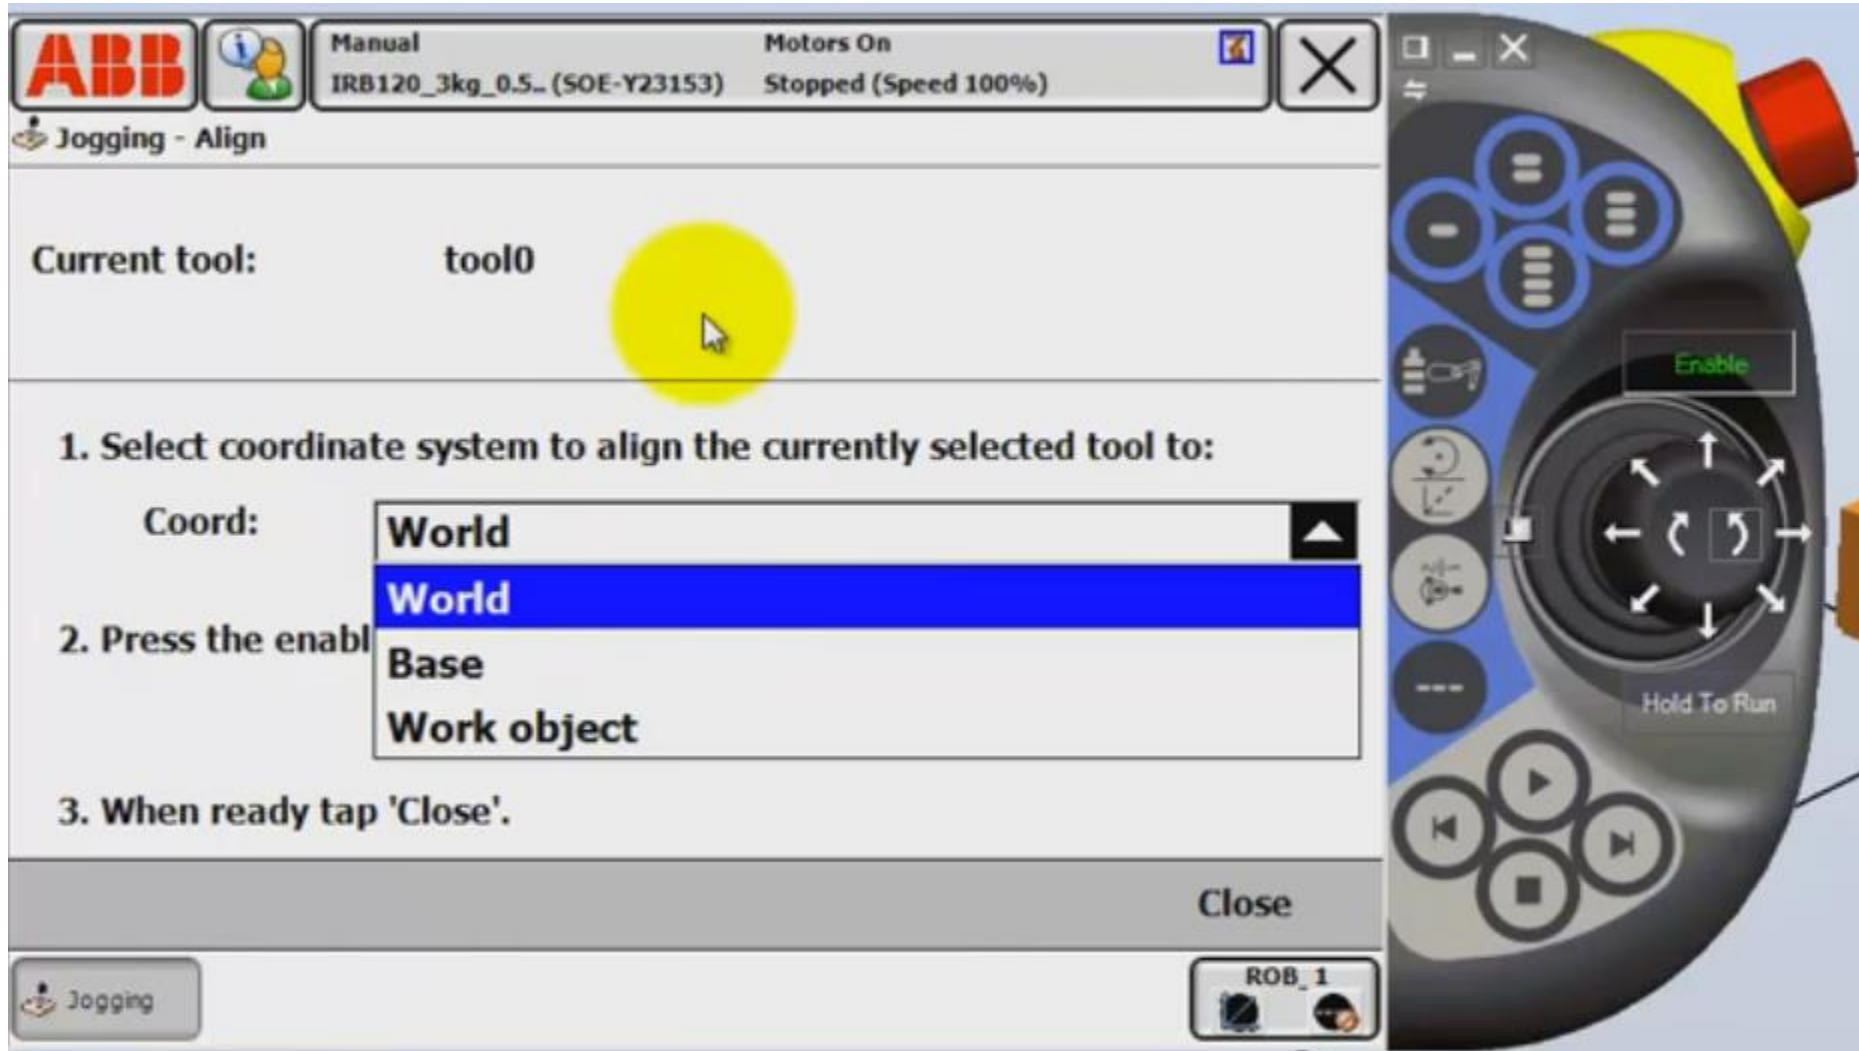 ABB
Manual
Motors On
IRB120_3kg_0.5.. (SOE-Y23153)
Stopped (Speed 100%)
Jogging - Align
Current tool:
tool0
Enable
1. Select coordinate system to align the currently selected tool to:
Coord:
World
World
2. Press the enabl
Base
Work object
Hold To Run
3. When ready tap 'Close'.
Close
Jogging
ROB_1